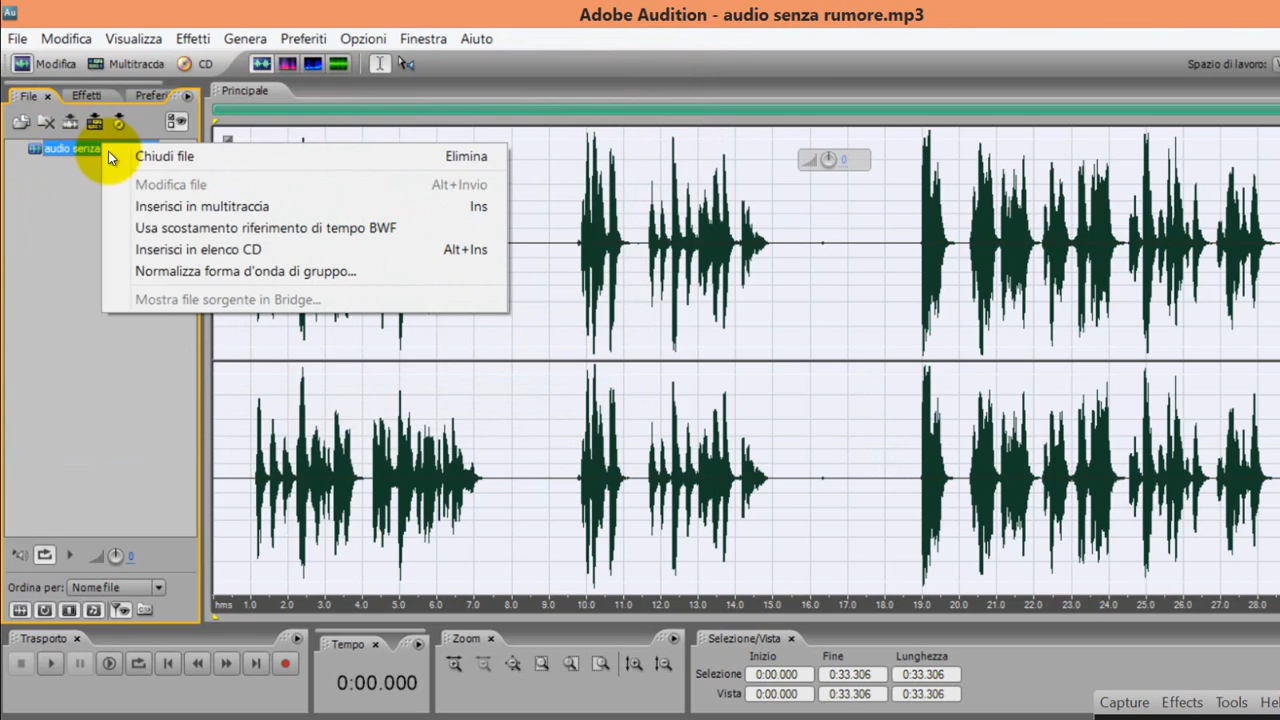 Au
Adobe Audition - audio senza rumore.mp3
File Modifica Visualizza Effetti Genera Preferiti Opzioni Finestra Aiuto
Modifica Multitraccia CD
Spazio di lavoro:
File × Effetti Preferi
Principale
audio senza
Chiudi file Elimina
Modifica file Alt+Invio
Inserisci in multitraccia Ins
Usa scostamento riferimento di tempo BWF
Inserisci in elenco CD Alt+Ins
Normalizza forma d'onda di gruppo...
Mostra file sorgente in Bridge...
0
0
Ordina per: Nome file
hms 1.0 2.0 3.0 4.0 5.0 6.0 7.0 8.0 9.0 10.0 11.0 12.0 13.0 14.0 15.0 16.0 17.0 18.0 19.0 20.0 21.0 22.0 23.0 24.0 25.0 26.0 27.0 28.0
Trasporto × Tempo × Zoom × Selezione/Vista ×
Inizio Fine Lunghezza
Selezione 0:00.000 0:33.306 0:33.306
Vista 0:00.000 0:33.306 0:33.306
0:00.000
Capture Effects Tools He